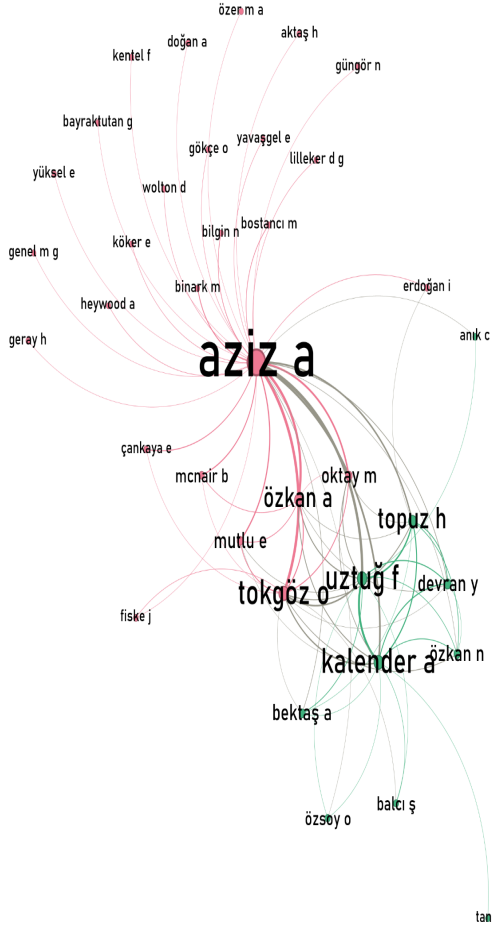 özen m a
aktaş h
doğan a
kentel f
güngör n
bayraktutan g
yavaşgel e
gökçe o
lilleker d g
yüksel e
wolton d
bostancı m
bilgin n
köker e
genel m g
binark m
erdoğan i
heywood a
anık c
geray h
aziz a
çankaya e
mcnair b
oktay m
özkan a
topuz h
mutlu e
uztuğ f
devran y
tokgöz o
fiske j
özkan n
kalender a
bektaş a
balcı ş
özsoy o
tan